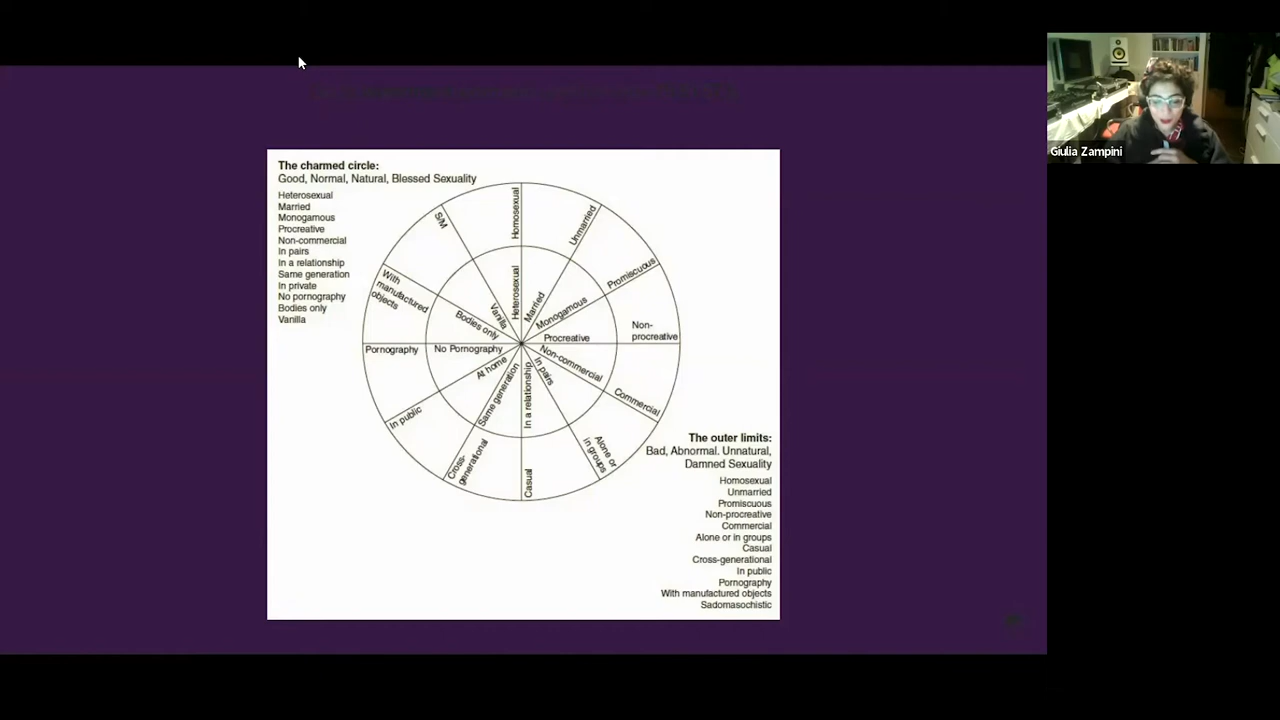 The charmed circle:
Good, Normal, Natural, Blessed Sexuality
Heterosexual
Married
Monogamous
Procreative
Non-commercial
In pairs
In a relationship
Same generation
In private
No pornography
Bodies only
Vanilla
Homosexual
Unmarried
Promiscuous
Non-
procreative
Commercial
Alone or
in groups
Casual
Cross-
generational
In public
Pornography
With
manufactured
objects
S/M
Heterosexual
Married
Monogamous
Procreative
Non-commercial
In pairs
In a relationship
Same generation
At home
No Pornography
Bodies only
Vanilla
The outer limits:
Bad, Abnormal. Unnatural,
Damned Sexuality
Homosexual
Unmarried
Promiscuous
Non-procreative
Commercial
Alone or in groups
Casual
Cross-generational
In public
Pornography
With manufactured objects
Sadomasochistic
Giulia Zampini